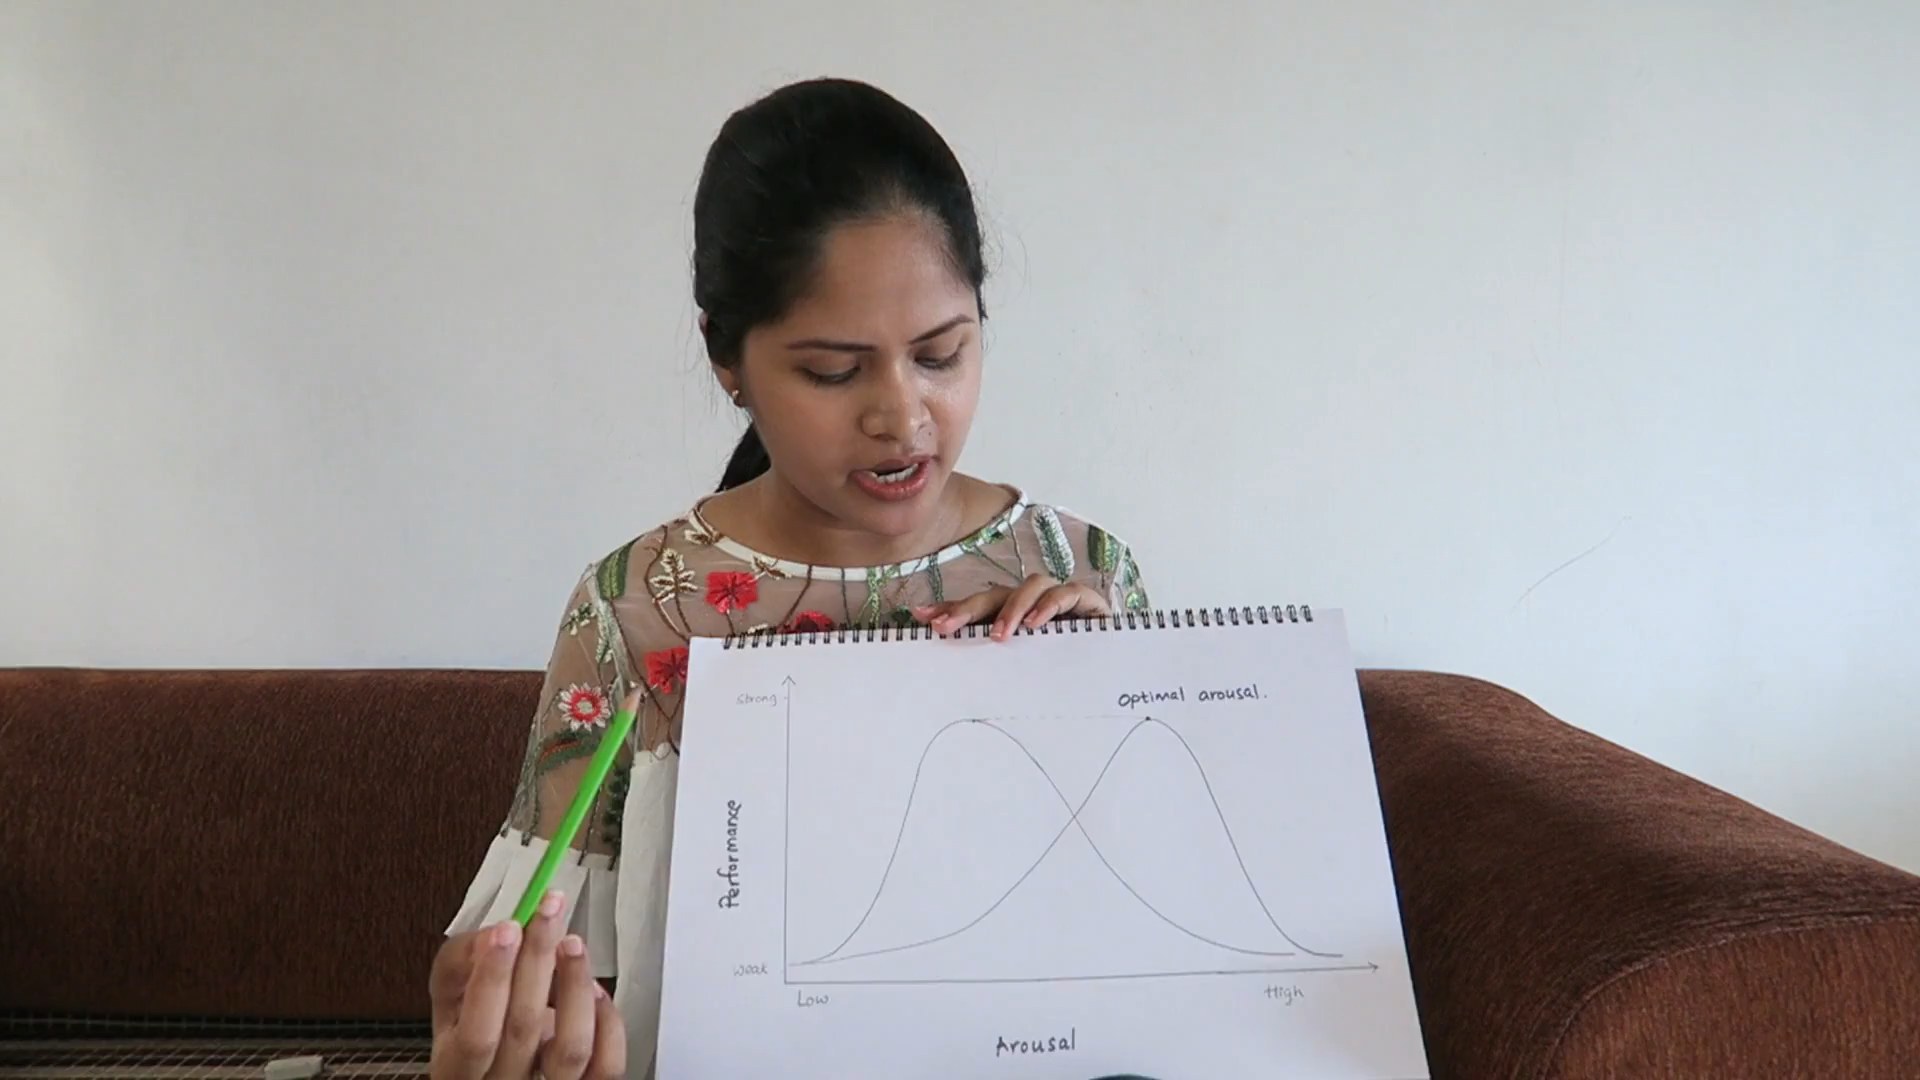 Strong
Optimal arousal.
Performance
Weak
Low
High
Arousal